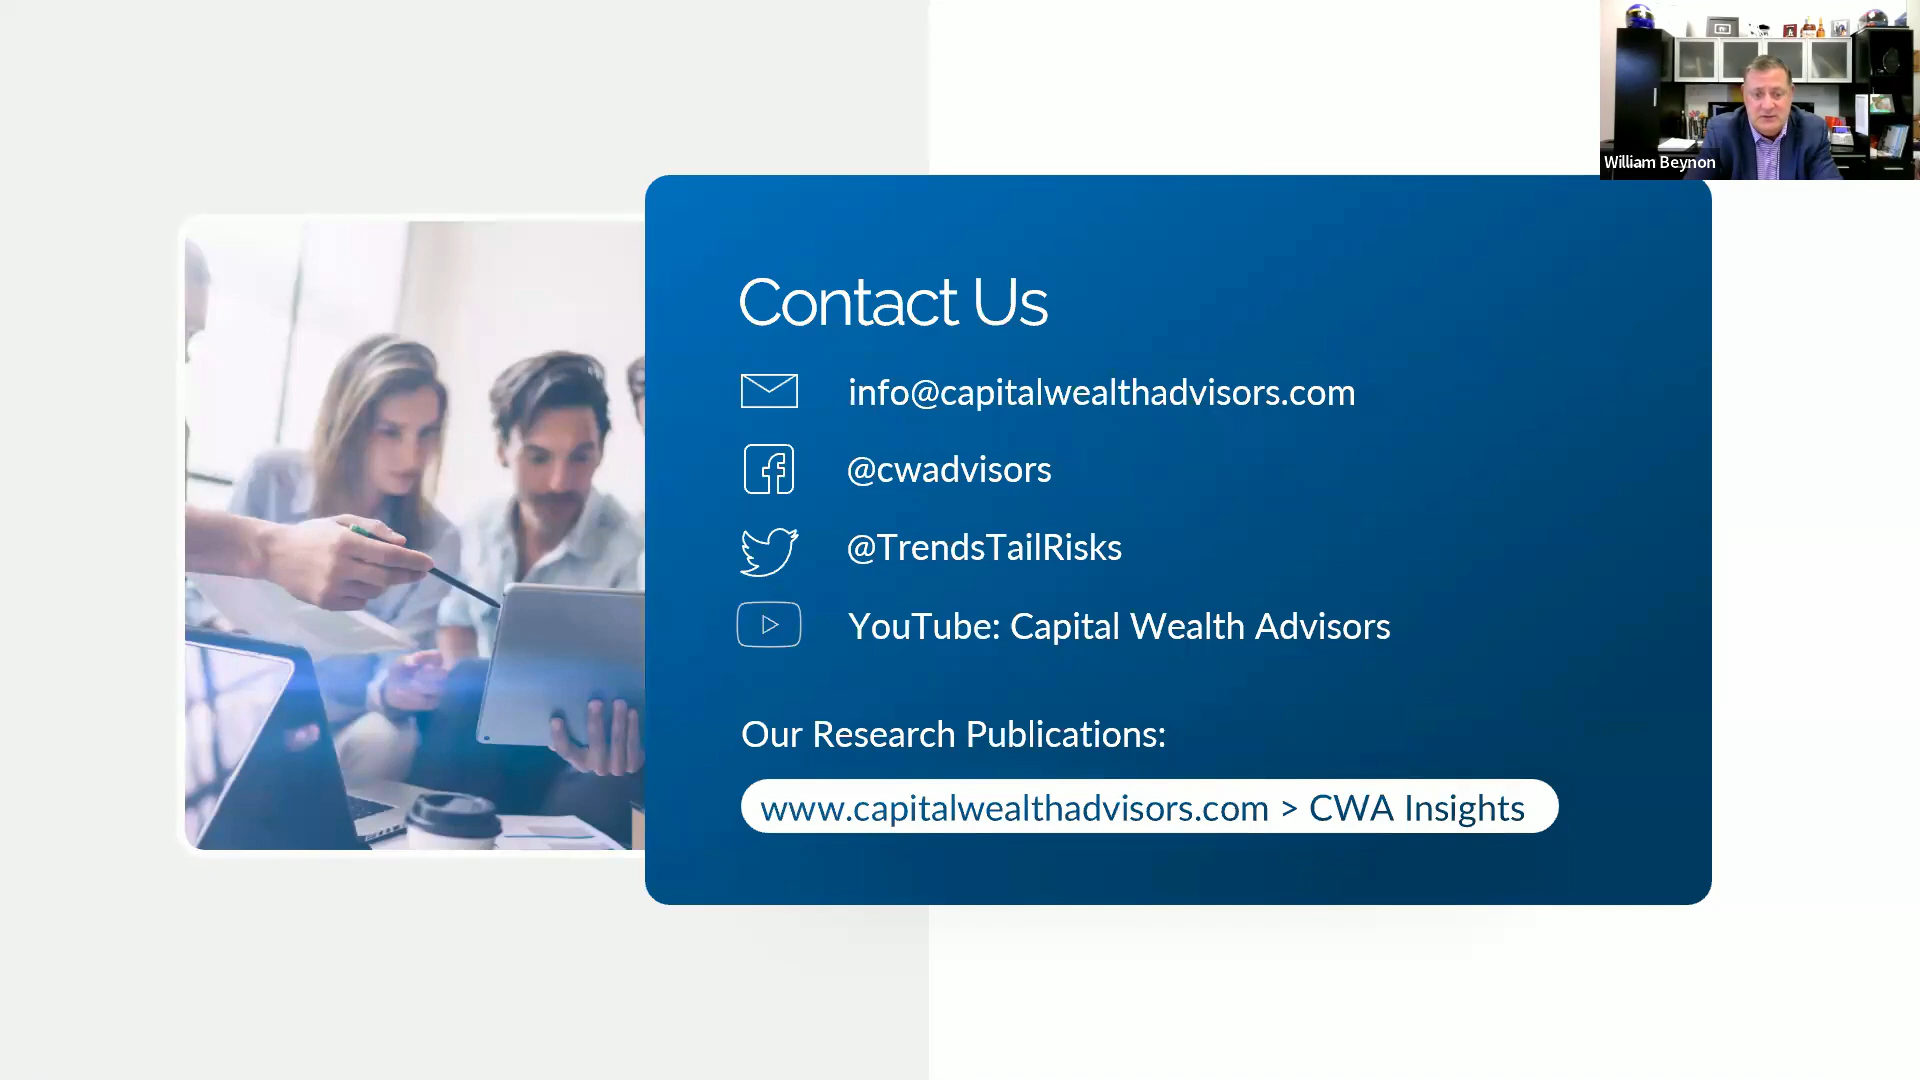 William Beynon
Contact Us
info@capitalwealthadvisors.com
@cwadvisors
@TrendsTailRisks
YouTube: Capital Wealth Advisors
Our Research Publications:
www.capitalwealthadvisors.com > CWA Insights